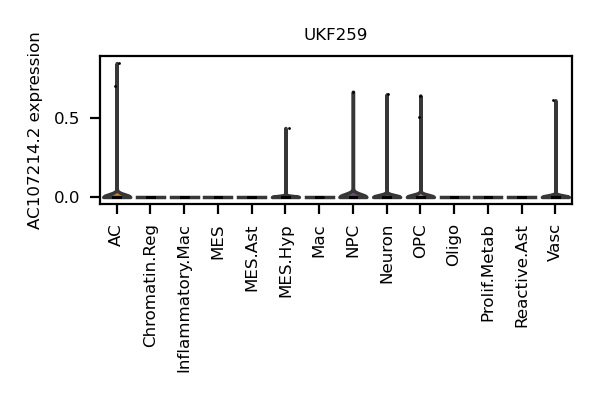 UKF259
AC107214.2 expression
0.5
0.0
AC
Chromatin.Reg
Inflammatory.Mac
MES
MES.Ast
MES.Hyp
Mac
NPC
Neuron
OPC
Oligo
Prolif.Metab
Reactive.Ast
Vasc